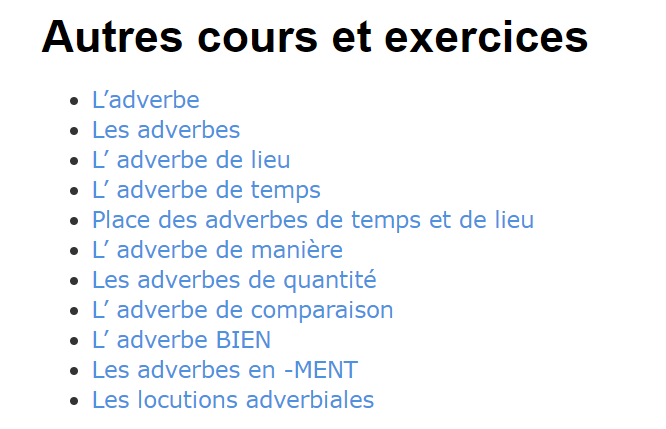 Autres cours et exercices
L’adverbe
Les adverbes
L’ adverbe de lieu
L’ adverbe de temps
Place des adverbes de temps et de lieu
L’ adverbe de manière
Les adverbes de quantité
L’ adverbe de comparaison
L’ adverbe BIEN
Les adverbes en -MENT
Les locutions adverbiales